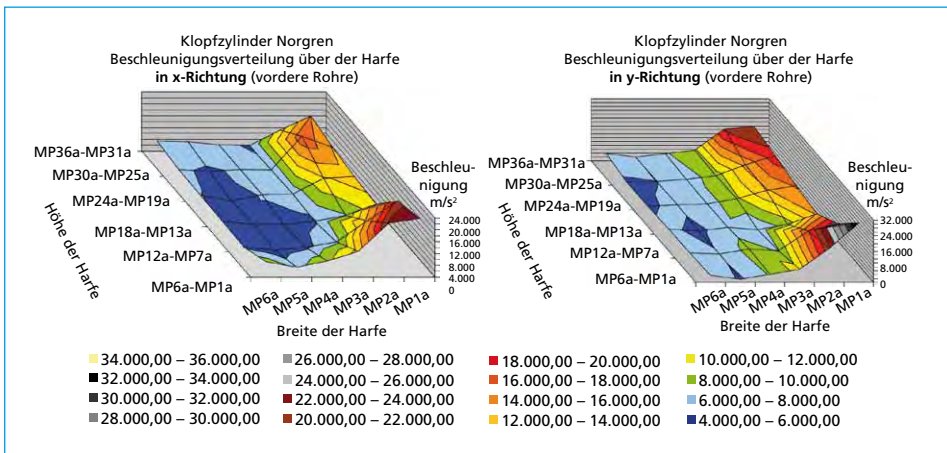 Klopfzylinder Norgren
Beschleunigungsverteilung über der Harfe
in x-Richtung (vordere Rohre)
MP36a-MP31a
MP30a-MP25a
MP24a-MP19a
MP18a-MP13a
MP12a-MP7a
MP6a-MP1a
Höhe der Harfe
MP6a
MP5a
MP4a
MP3a
MP2a
MP1a
Breite der Harfe
Beschleu-
nigung
m/s²
24.000
20.000
16.000
12.000
8.000
4.000
0
Klopfzylinder Norgren
Beschleunigungsverteilung über der Harfe
in y-Richtung (vordere Rohre)
MP36a-MP31a
MP30a-MP25a
MP24a-MP19a
MP18a-MP13a
MP12a-MP7a
MP6a-MP1a
Höhe der Harfe
MP6a
MP5a
MP4a
MP3a
MP2a
MP1a
Breite der Harfe
Beschleu-
nigung
m/s²
32.000
24.000
16.000
8.000
0
34.000,00 – 36.000,00
32.000,00 – 34.000,00
30.000,00 – 32.000,00
28.000,00 – 30.000,00
26.000,00 – 28.000,00
24.000,00 – 26.000,00
22.000,00 – 24.000,00
20.000,00 – 22.000,00
18.000,00 – 20.000,00
16.000,00 – 18.000,00
14.000,00 – 16.000,00
12.000,00 – 14.000,00
10.000,00 – 12.000,00
8.000,00 – 10.000,00
6.000,00 – 8.000,00
4.000,00 – 6.000,00